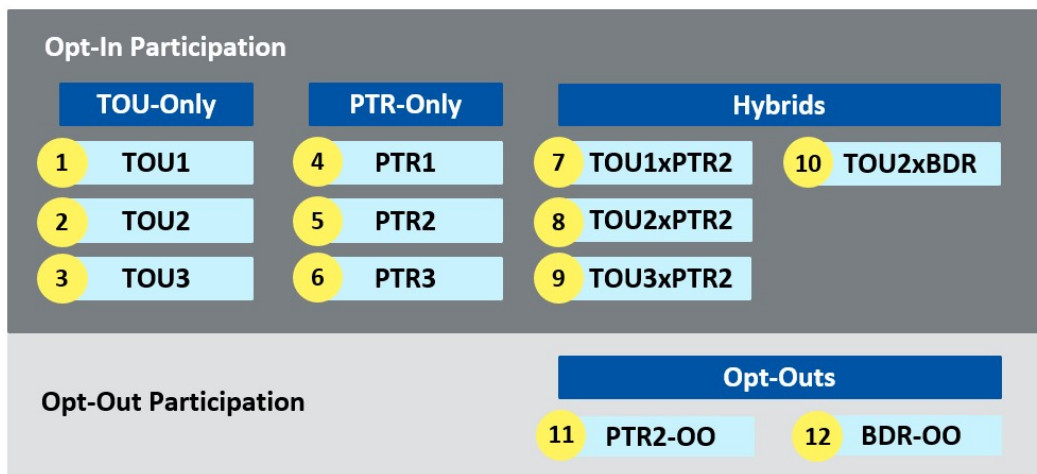 Opt-In Participation
TOU-Only
PTR-Only
Hybrids
1 TOU1
4 PTR1
7 TOU1xPTR2
10 TOU2xBDR
2 TOU2
5 PTR2
8 TOU2xPTR2
3 TOU3
6 PTR3
9 TOU3xPTR2
Opt-Out Participation
Opt-Outs
11 PTR2-OO
12 BDR-OO